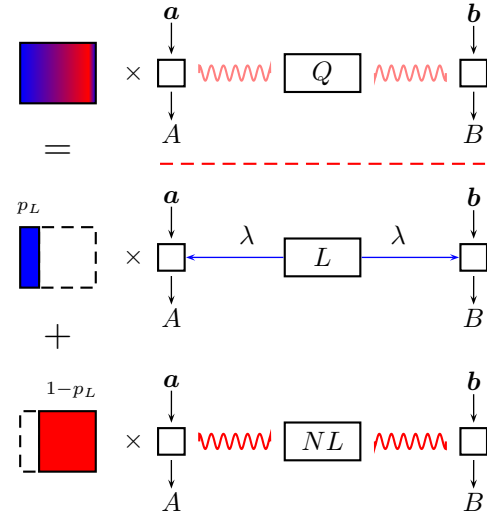 a b
× Q
A B
=
a b
p_L λ λ
× L
A B
+
a b
1−p_L
× NL
A B